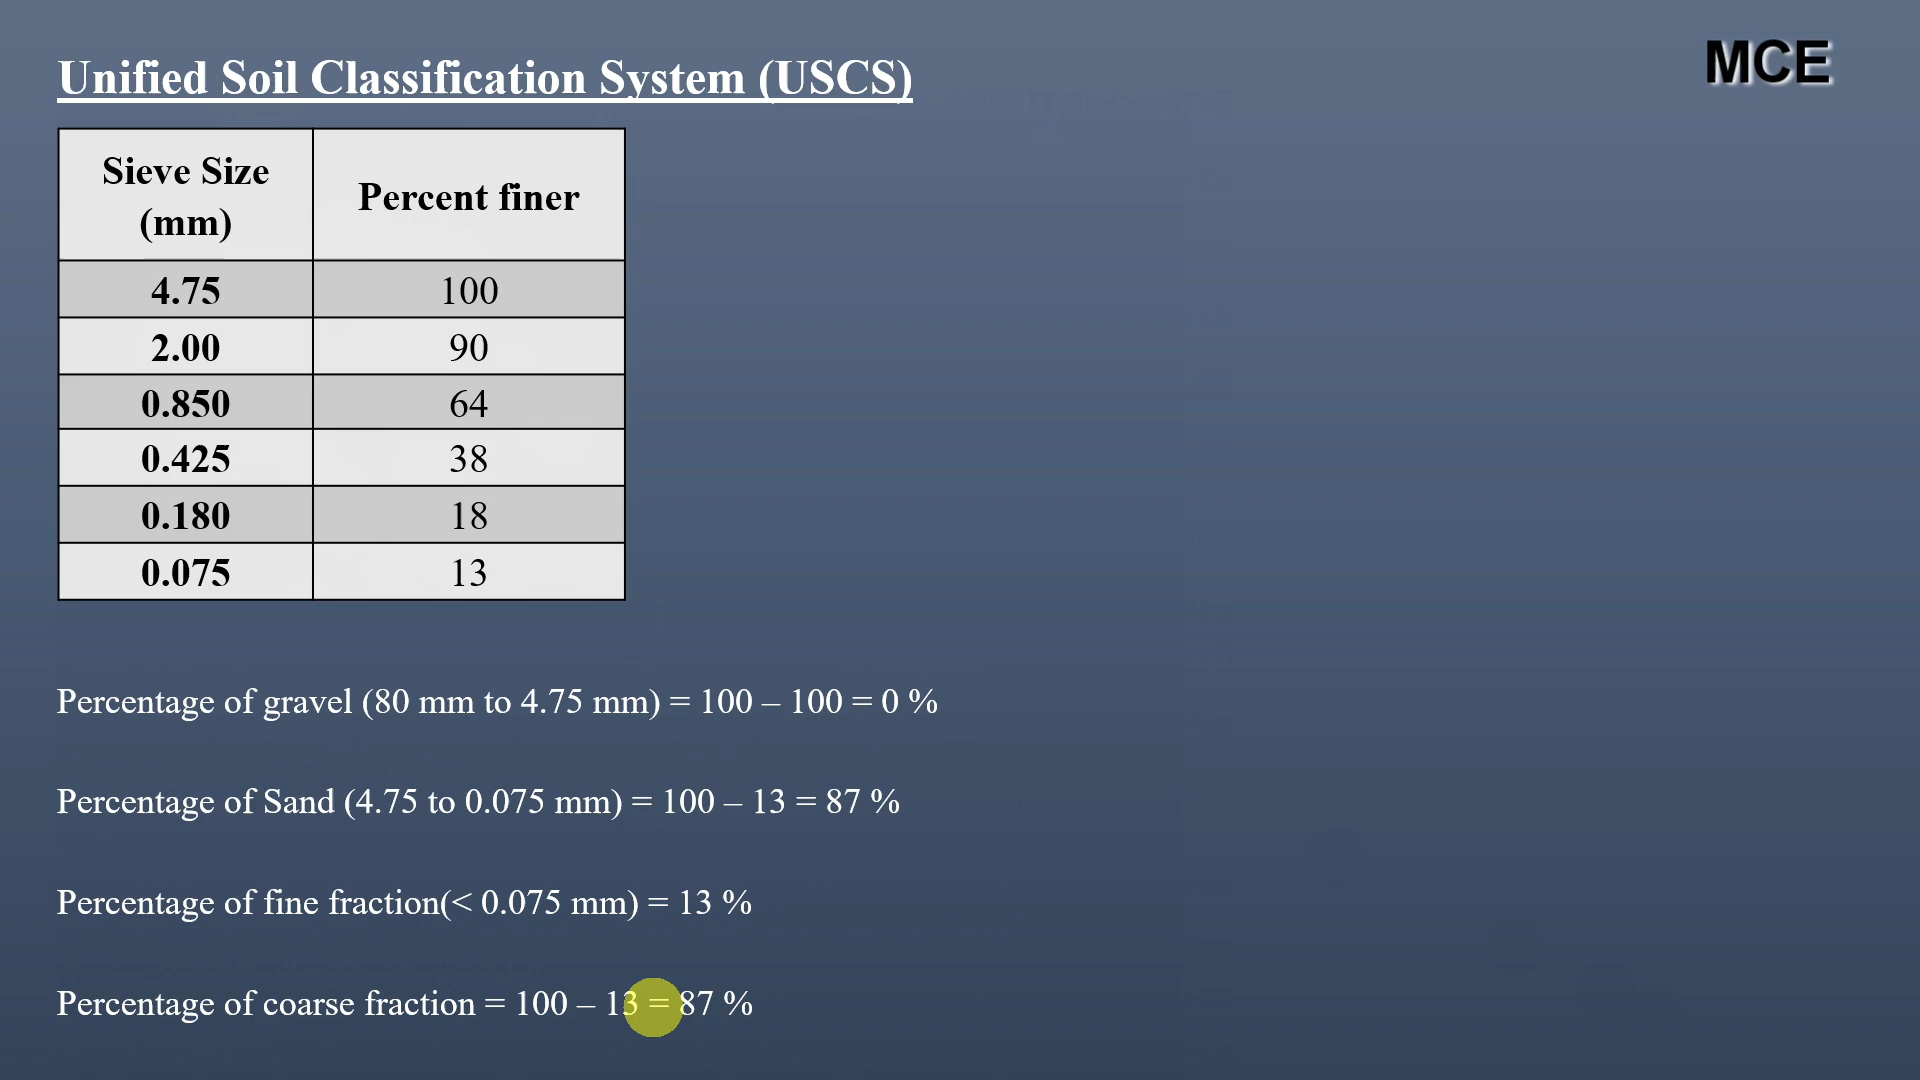 Unified Soil Classification System (USCS)
MCE
Sieve Size (mm) Percent finer
4.75 100
2.00 90
0.850 64
0.425 38
0.180 18
0.075 13
Percentage of gravel (80 mm to 4.75 mm) = 100 – 100 = 0 %
Percentage of Sand (4.75 to 0.075 mm) = 100 – 13 = 87 %
Percentage of fine fraction(< 0.075 mm) = 13 %
Percentage of coarse fraction = 100 – 13 = 87 %